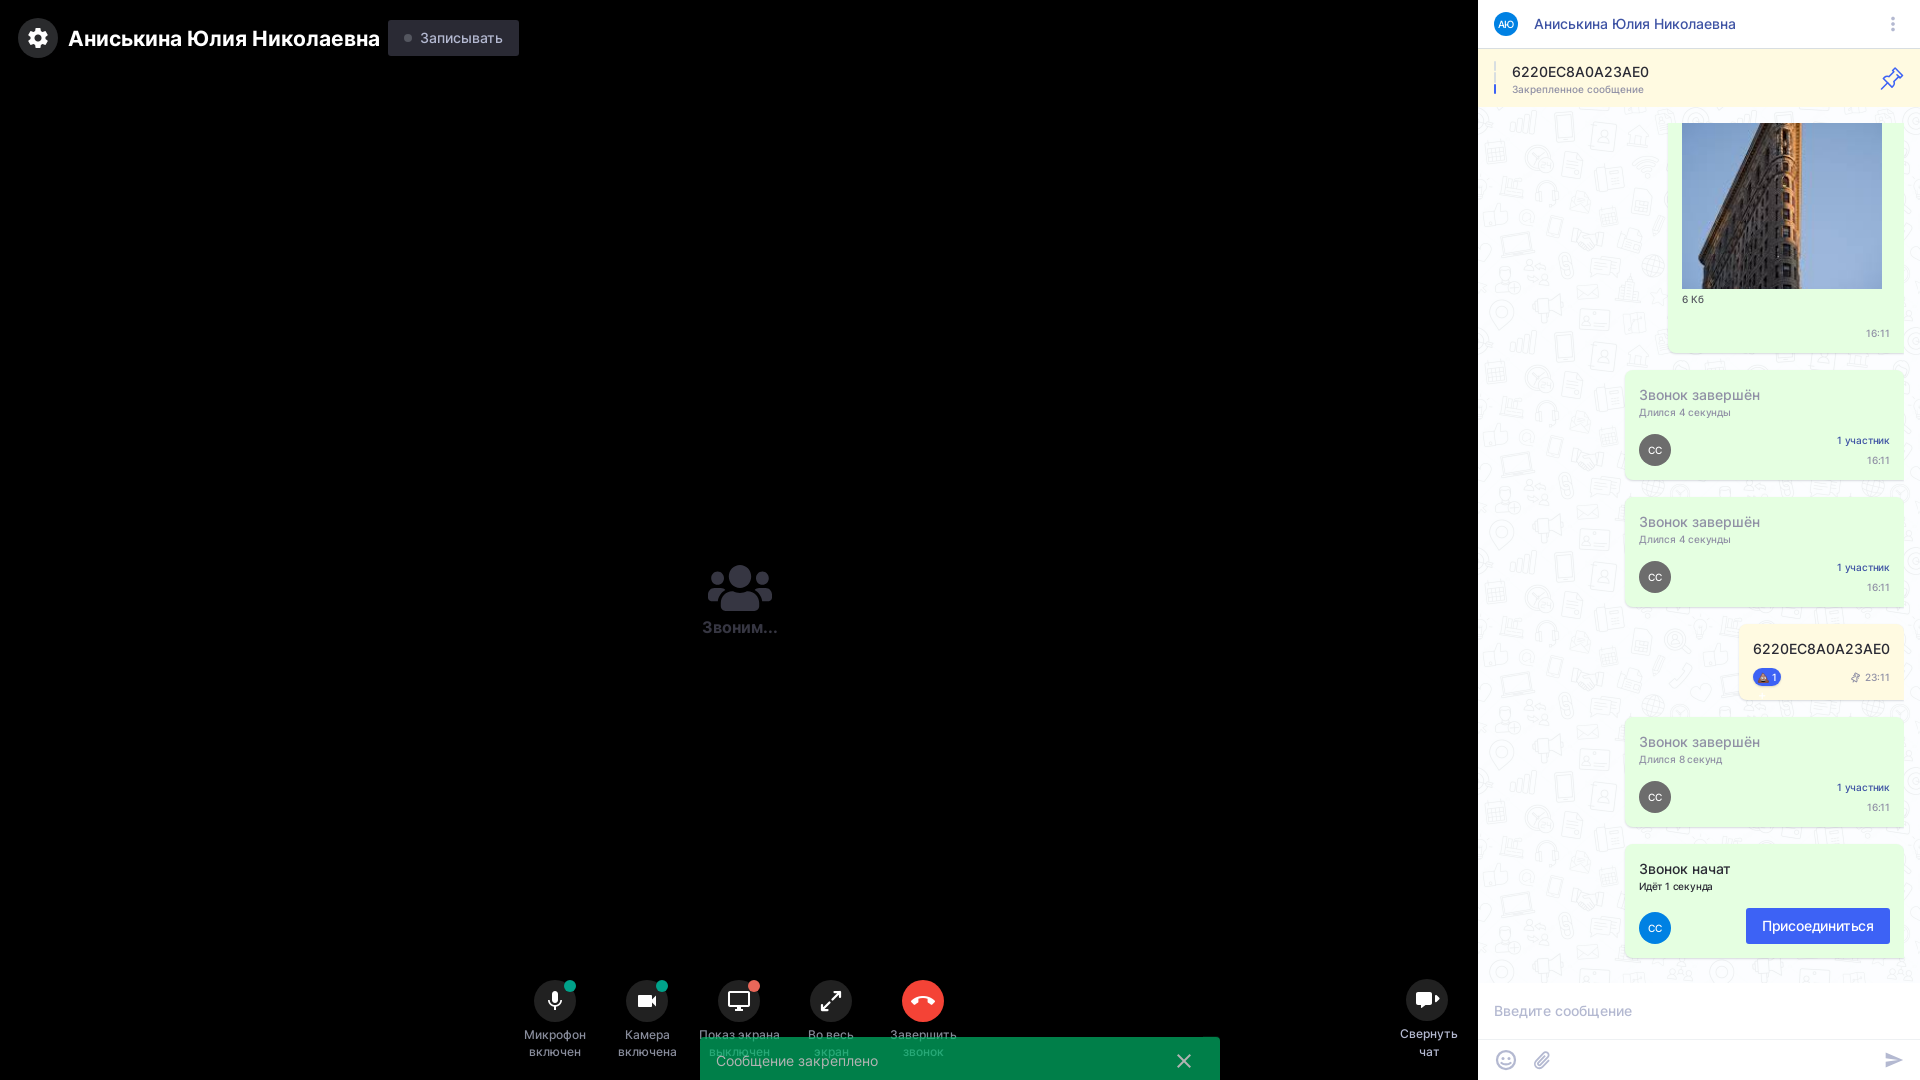 Аниськина Юлия Николаевна
Записывать
Звоним...
Микрофон
включен
Камера
включена
Показ экрана
выключен
Во весь
экран
Завершить
звонок
Свернуть
чат
Сообщение закреплено
АЮ
Аниськина Юлия Николаевна
6220EC8A0A23AE0
Закрепленное сообщение
6 Кб
16:11
Звонок завершён
Длился 4 секунды
СС
1 участник
16:11
Звонок завершён
Длился 4 секунды
СС
1 участник
16:11
6220EC8A0A23AE0
1
23:11
Звонок завершён
Длился 8 секунд
СС
1 участник
16:11
Звонок начат
Идёт 1 секунда
СС
Присоединиться
Введите сообщение